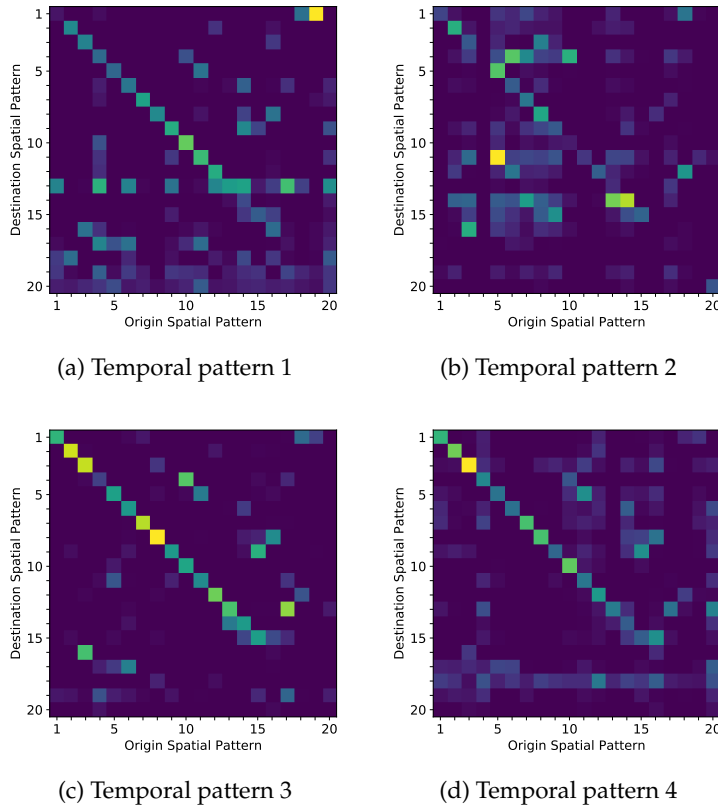 1
5
10
15
20
Destination Spatial Pattern
1 5 10 15 20
Origin Spatial Pattern
(a) Temporal pattern 1
1
5
10
15
20
Destination Spatial Pattern
1 5 10 15 20
Origin Spatial Pattern
(b) Temporal pattern 2
1
5
10
15
20
Destination Spatial Pattern
1 5 10 15 20
Origin Spatial Pattern
(c) Temporal pattern 3
1
5
10
15
20
Destination Spatial Pattern
1 5 10 15 20
Origin Spatial Pattern
(d) Temporal pattern 4